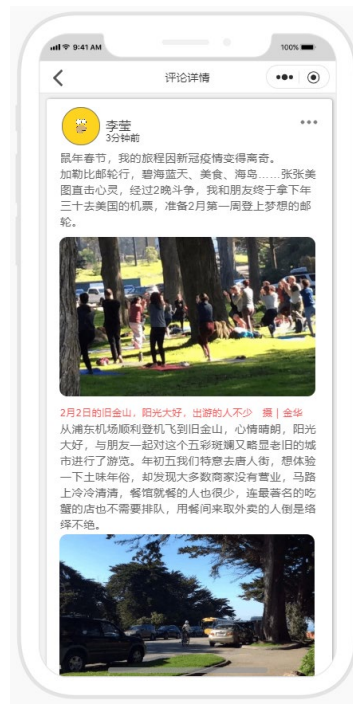 9:41 AM
100%
评论详情
李莹
3分钟前
鼠年春节，我的旅程因新冠疫情变得离奇。
加勒比邮轮行，碧海蓝天、美食、海岛……张张美
图直击心灵，经过2晚斗争，我和朋友终于拿下年
三十去美国的机票，准备2月第一周登上梦想的邮
轮。
2月2日的旧金山，阳光大好，出游的人不少 摄 | 金华
从浦东机场顺利登机飞到旧金山，心情晴朗，阳光
大好，与朋友一起对这个五彩斑斓又略显老旧的城
市进行了游览。年初五我们特意去唐人街，想体验
一下土味年俗，却发现大多数商家没有营业，马路
上冷冷清清，餐馆就餐的人也很少，连最著名的吃
蟹的店也不需要排队，用餐间来取外卖的人倒是络
绎不绝。